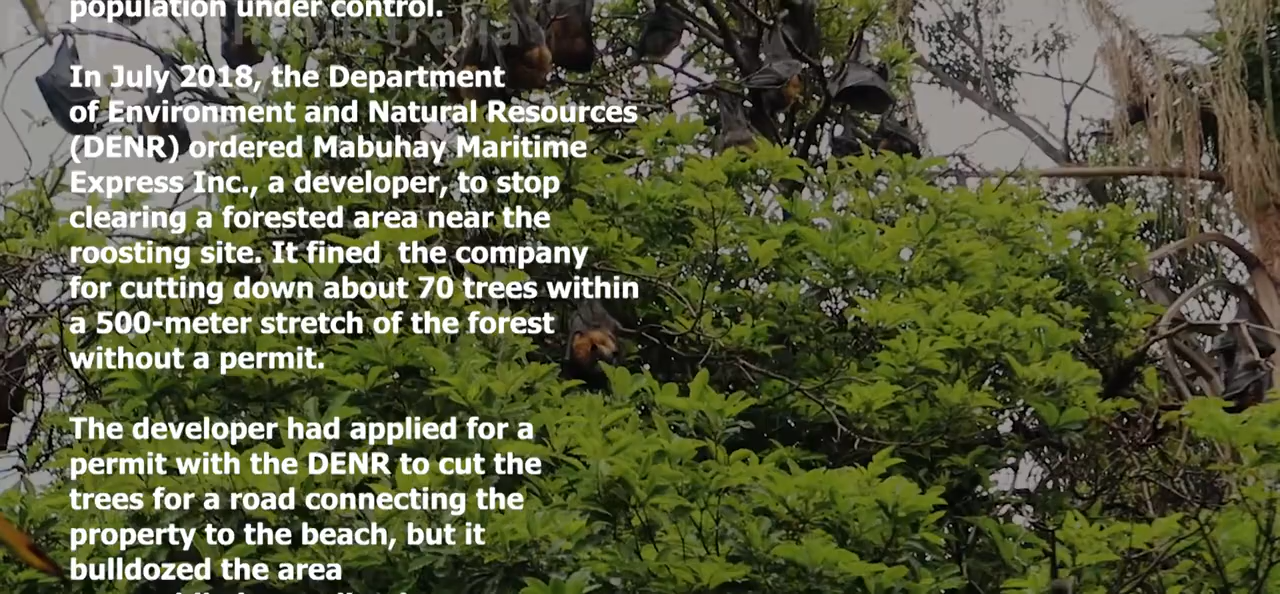 population under control.
In July 2018, the Department
of Environment and Natural Resources
(DENR) ordered Mabuhay Maritime
Express Inc., a developer, to stop
clearing a forested area near the
roosting site. It fined  the company
for cutting down about 70 trees within
a 500-meter stretch of the forest
without a permit.
The developer had applied for a
permit with the DENR to cut the
trees for a road connecting the
property to the beach, but it
bulldozed the area